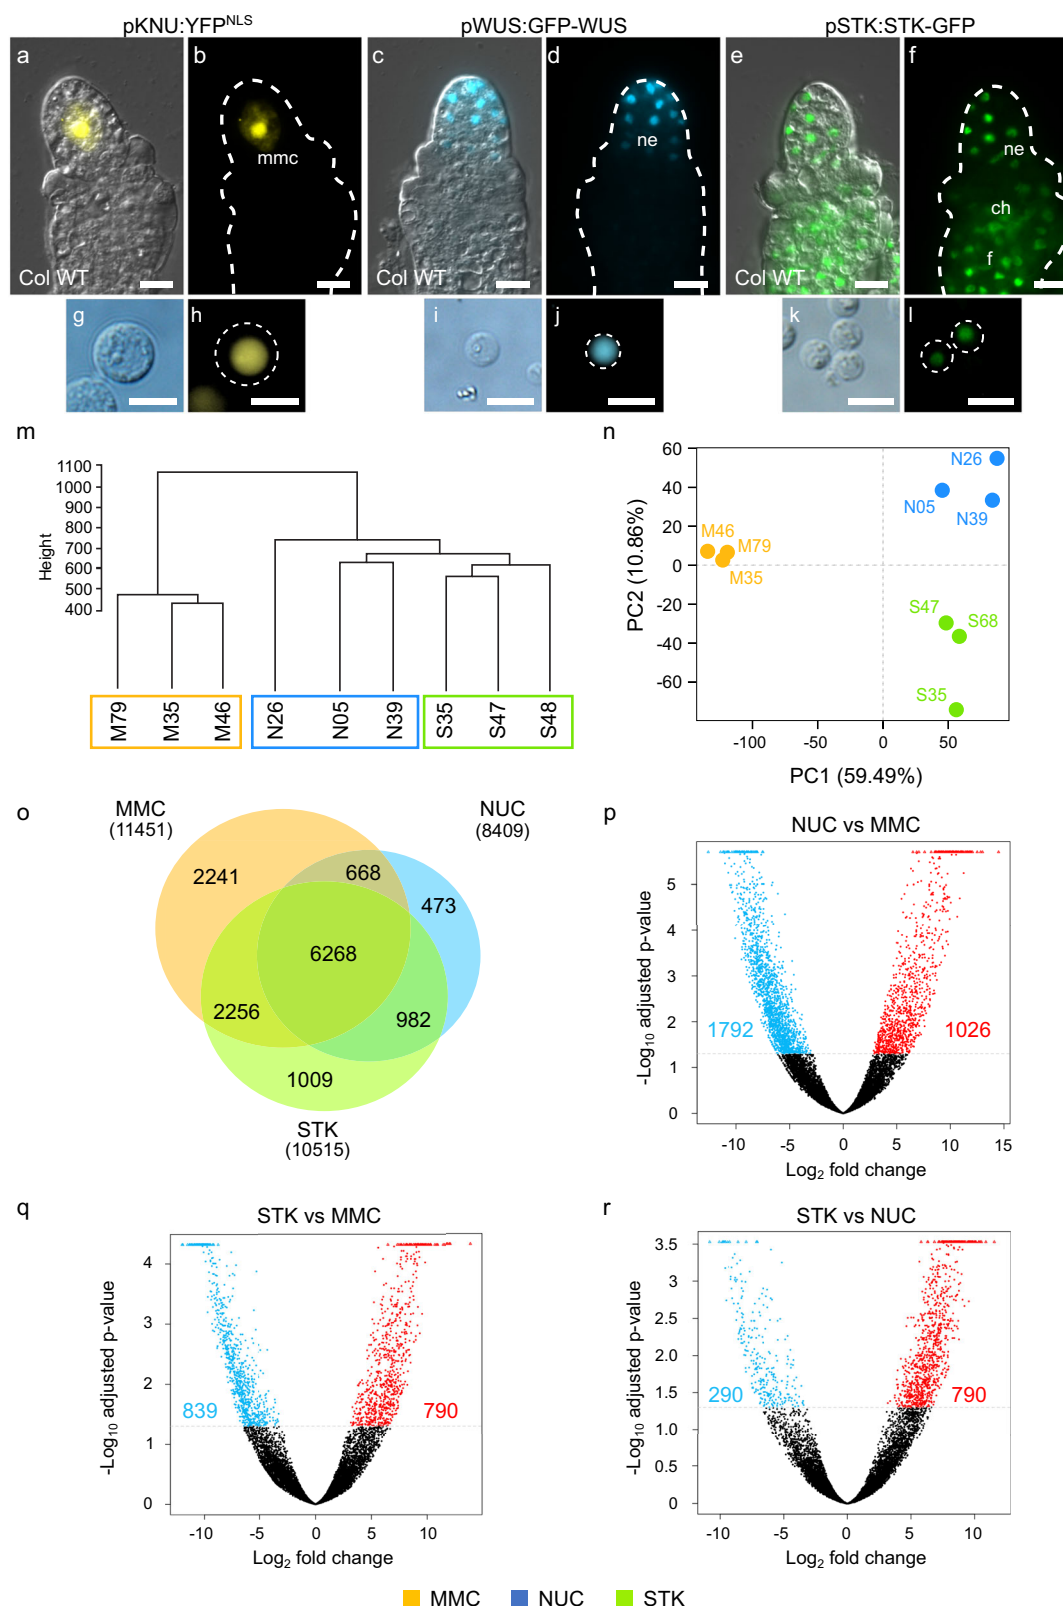 pKNU:YFP^NLS pWUS:GFP-WUS pSTK:STK-GFP
a b c d e f
mmc ne ne
ch
f
Col WT Col WT Col WT
g h i j k l
m
1100
1000
900
800
700
600
500
400
Height
M79 M35 M46 N26 N05 N39 S35 S47 S48
n
60
40
20
0
-20
-40
-60
PC2 (10.86%)
N26
N05
N39
M46
M79
M35
S47
S68
S35
-100 -50 0 50
PC1 (59.49%)
o
MMC
(11451)
NUC
(8409)
2241
668
473
6268
2256
982
1009
STK
(10515)
p
NUC vs MMC
5
4
3
2
1
0
-Log10 adjusted p-value
1792 1026
-10 -5 0 5 10 15
Log2 fold change
q
STK vs MMC
4
3
2
1
0
-Log10 adjusted p-value
839 790
-10 -5 0 5 10
Log2 fold change
r
STK vs NUC
3.5
3.0
2.5
2.0
1.5
1.0
0.5
0
-Log10 adjusted p-value
290 790
-10 -5 0 5 10
Log2 fold change
MMC NUC STK